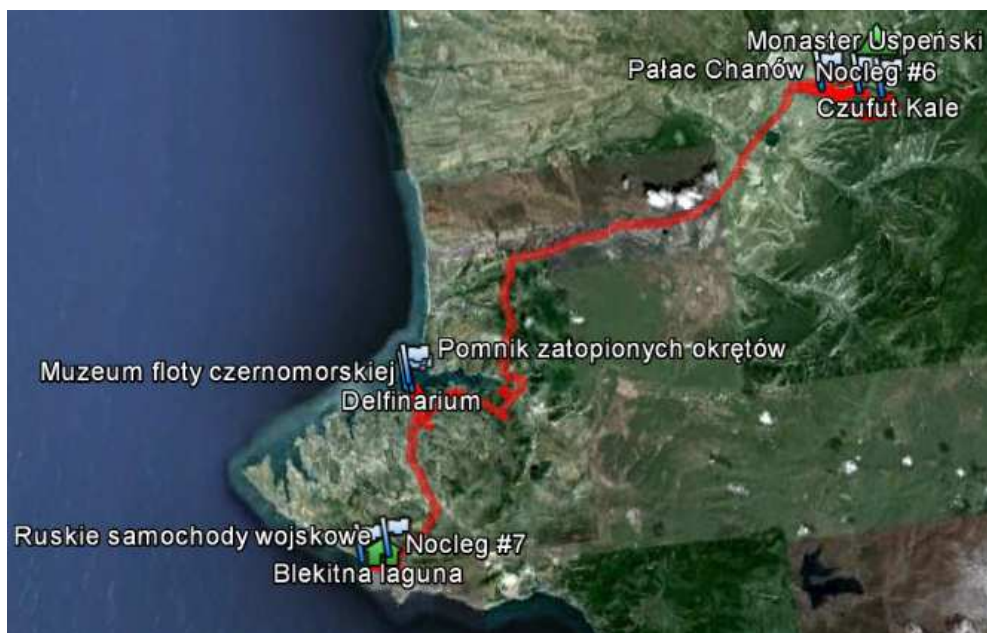 Monaster Uspeński
Pałac Chanów
Nocleg #6
Czufut Kale
Pomnik zatopionych okrętów
Muzeum floty czernomorskiej
Delfinarium
Ruskie samochody wojskowe
Nocleg #7
Blekitna laguna